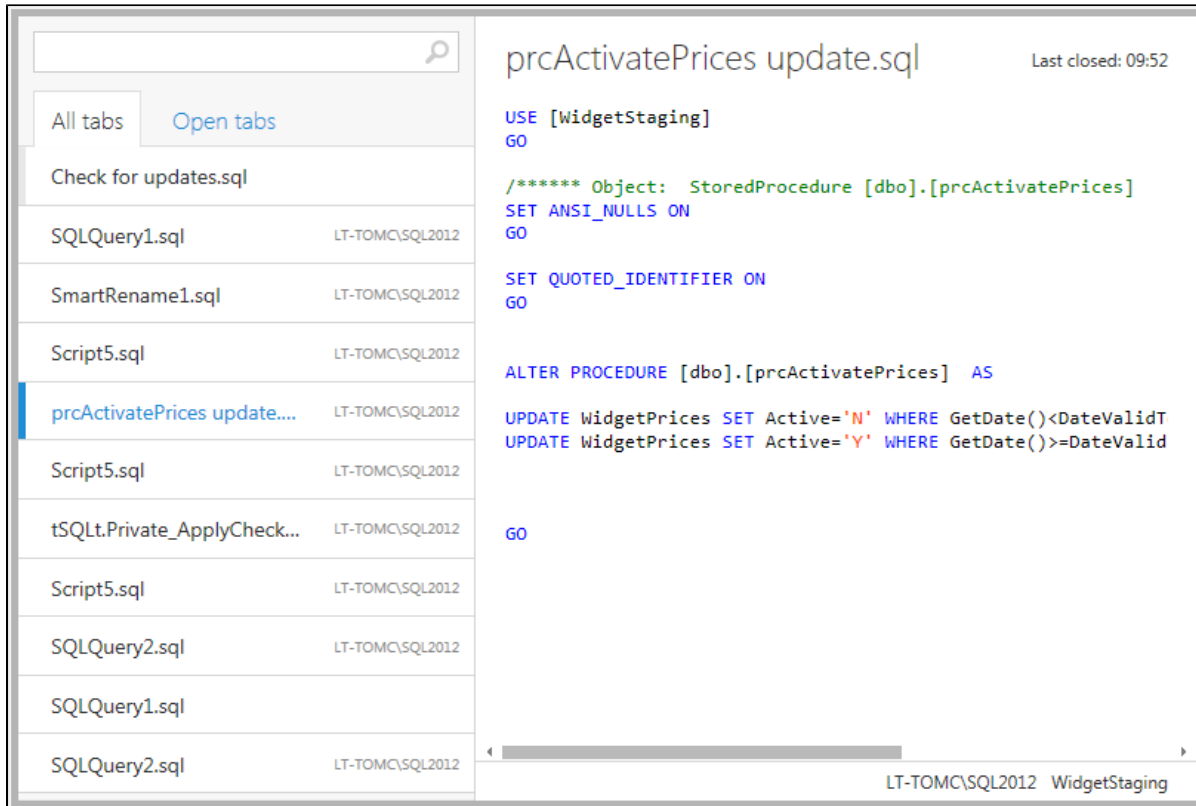 All tabs
Open tabs
Check for updates.sql
SQLQuery1.sql LT-TOMC\SQL2012
SmartRename1.sql LT-TOMC\SQL2012
Script5.sql LT-TOMC\SQL2012
prcActivatePrices update.... LT-TOMC\SQL2012
Script5.sql LT-TOMC\SQL2012
tSQLt.Private_ApplyCheck... LT-TOMC\SQL2012
Script5.sql LT-TOMC\SQL2012
SQLQuery2.sql LT-TOMC\SQL2012
SQLQuery1.sql
SQLQuery2.sql LT-TOMC\SQL2012
prcActivatePrices update.sql
Last closed: 09:52
USE [WidgetStaging]
GO
/****** Object:  StoredProcedure [dbo].[prcActivatePrices]
SET ANSI_NULLS ON
GO
SET QUOTED_IDENTIFIER ON
GO
ALTER PROCEDURE [dbo].[prcActivatePrices]  AS
UPDATE WidgetPrices SET Active='N' WHERE GetDate()<DateValidT
UPDATE WidgetPrices SET Active='Y' WHERE GetDate()>=DateValid
GO
LT-TOMC\SQL2012 WidgetStaging